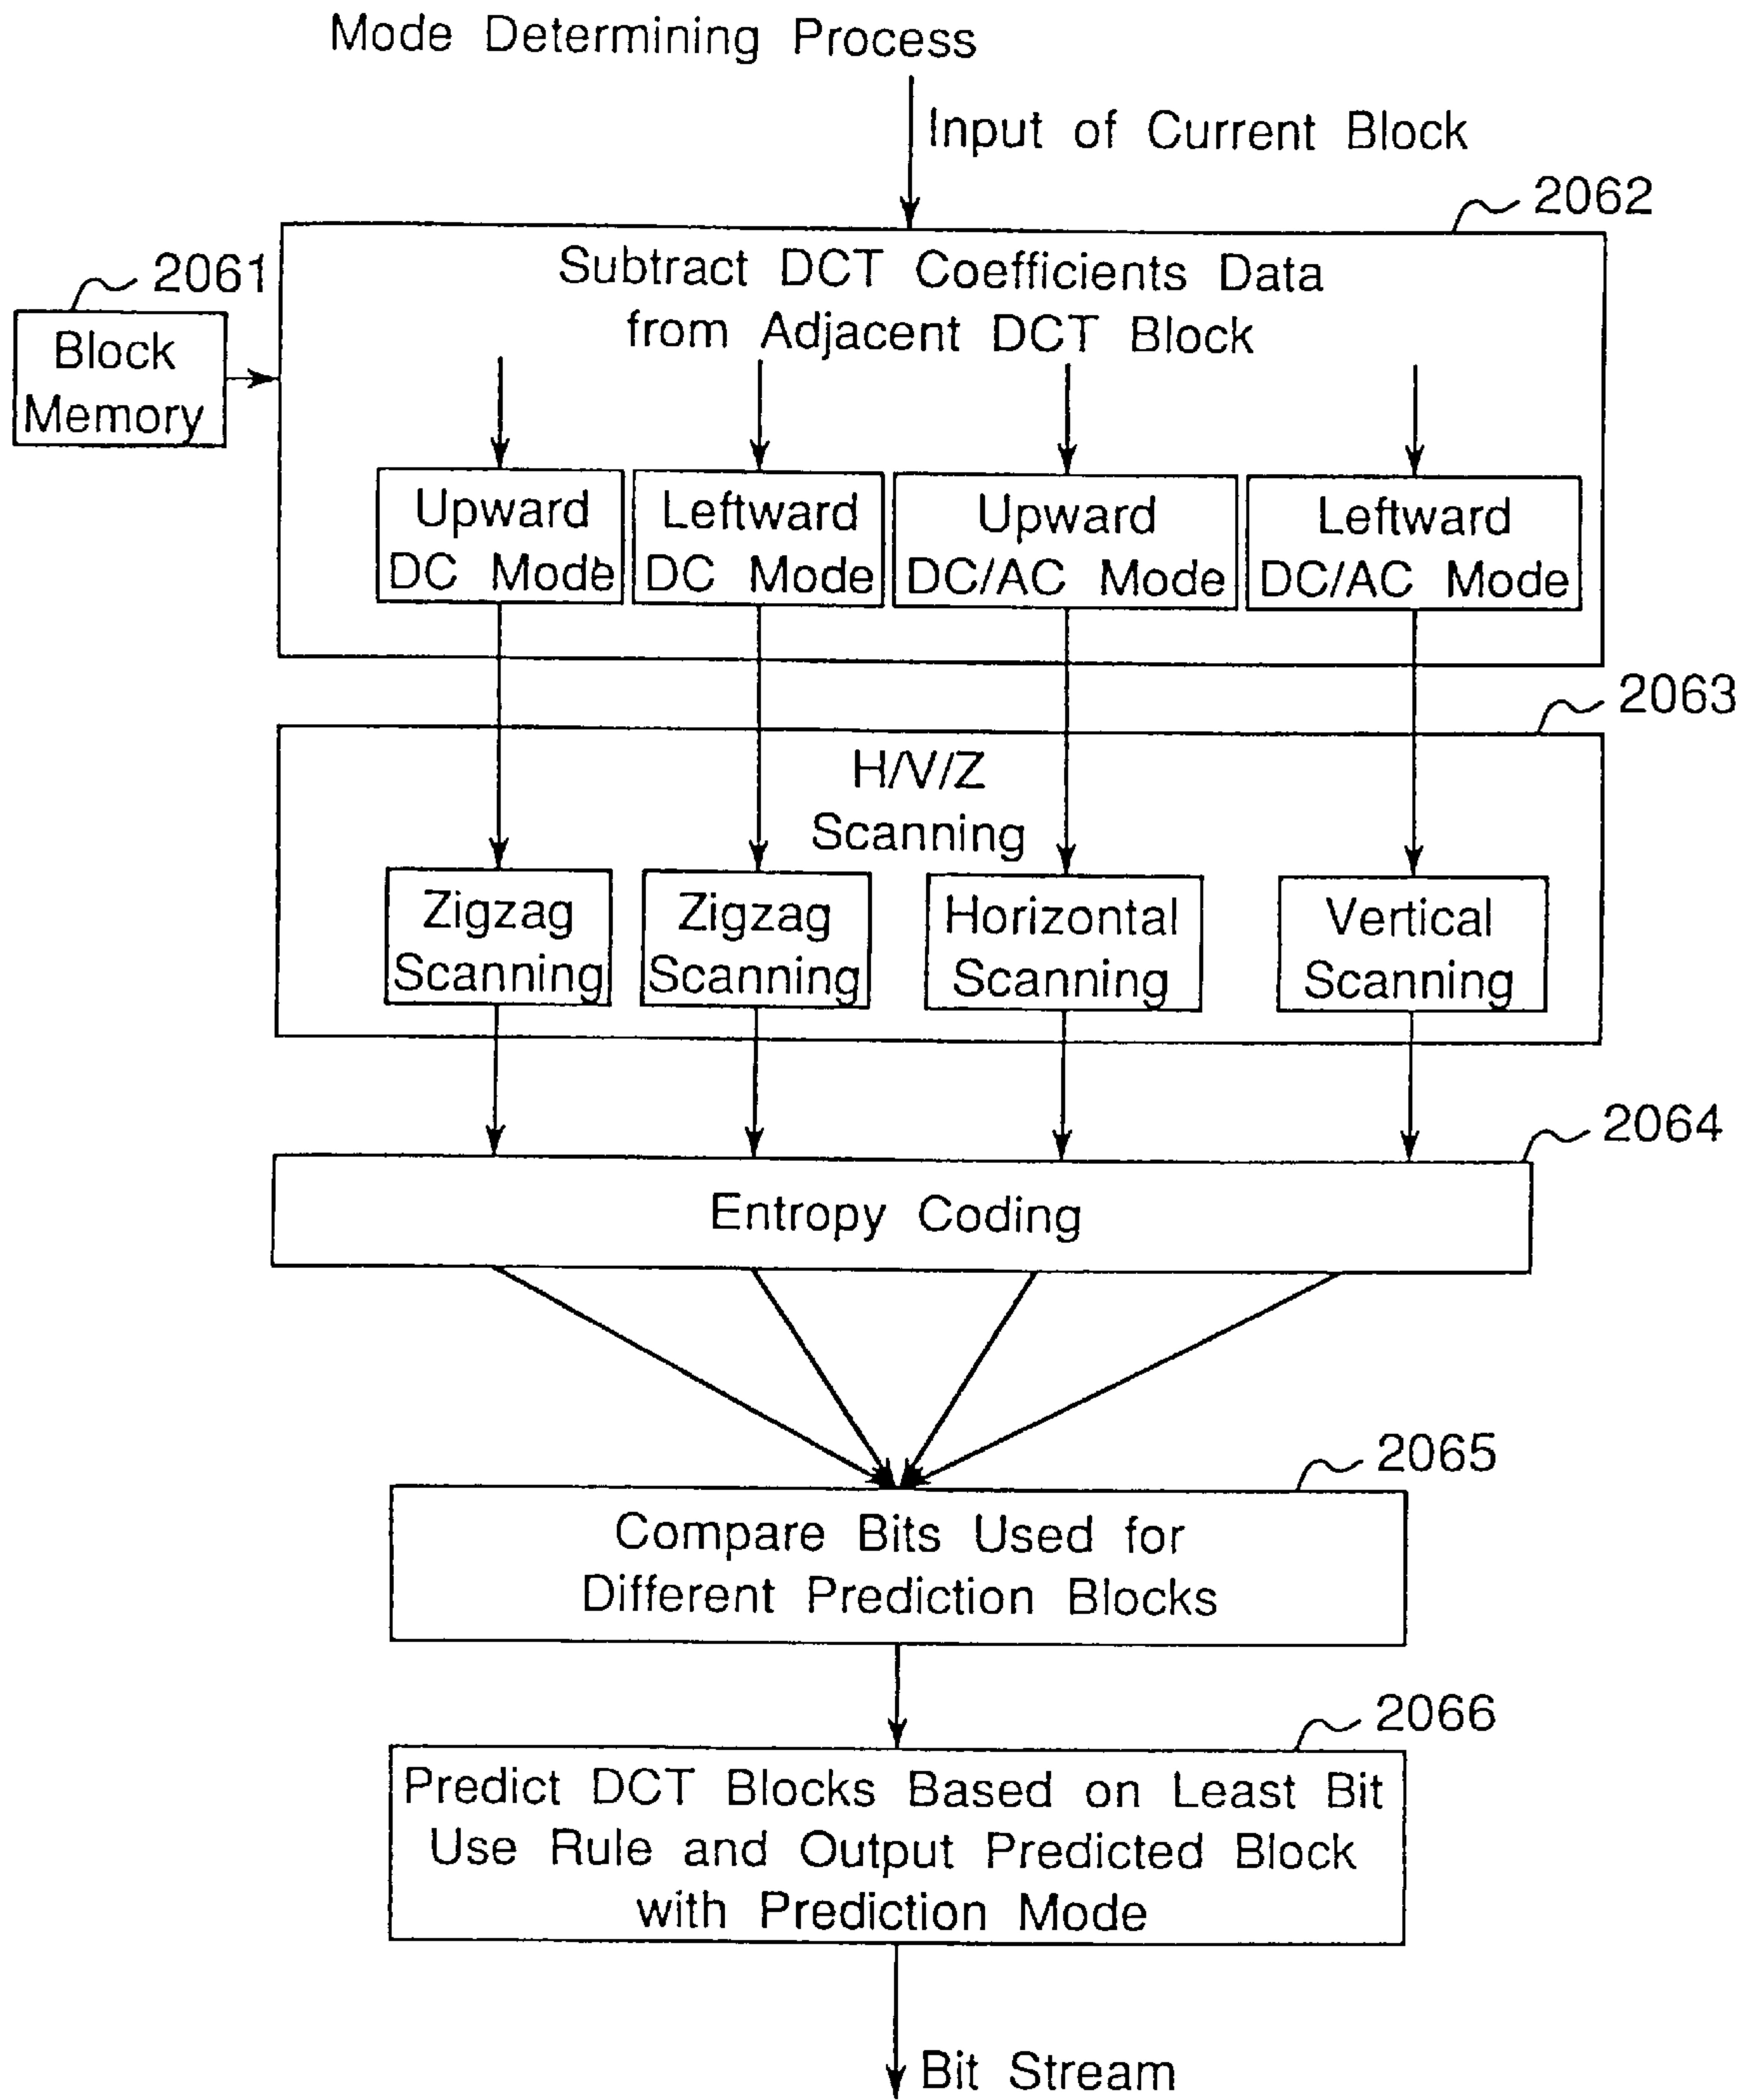 Mode Determining Process
Input of Current Block
2062
Subtract DCT Coefficients Data
from Adjacent DCT Block
2061
Block
Memory
Upward
DC Mode
Leftward
DC Mode
Upward
DC/AC Mode
Leftward
DC/AC Mode
2063
H/V/Z
Scanning
Zigzag
Scanning
Zigzag
Scanning
Horizontal
Scanning
Vertical
Scanning
2064
Entropy Coding
2065
Compare Bits Used for
Different Prediction Blocks
2066
Predict DCT Blocks Based on Least Bit
Use Rule and Output Predicted Block
with Prediction Mode
Bit Stream